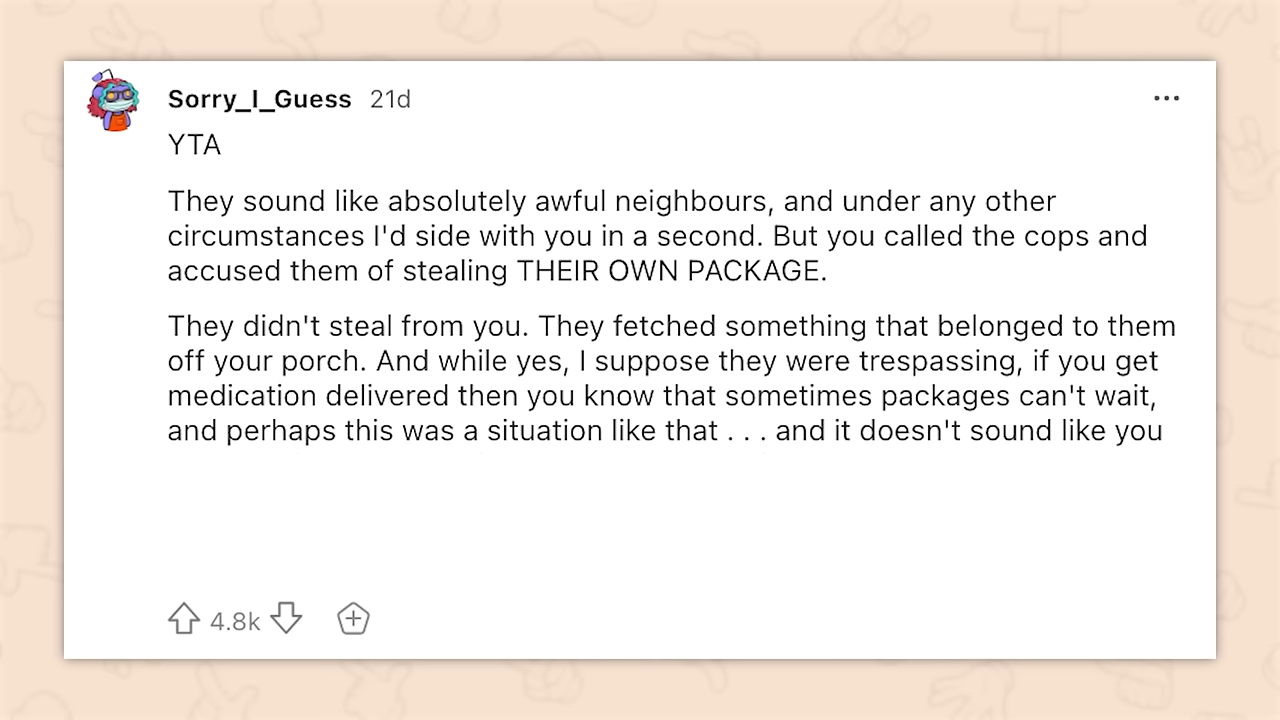 Sorry_I_Guess 21d
YTA
They sound like absolutely awful neighbours, and under any other
circumstances I'd side with you in a second. But you called the cops and
accused them of stealing THEIR OWN PACKAGE.
They didn't steal from you. They fetched something that belonged to them
off your porch. And while yes, I suppose they were trespassing, if you get
medication delivered then you know that sometimes packages can't wait,
and perhaps this was a situation like that . . . and it doesn't sound like you
4.8k